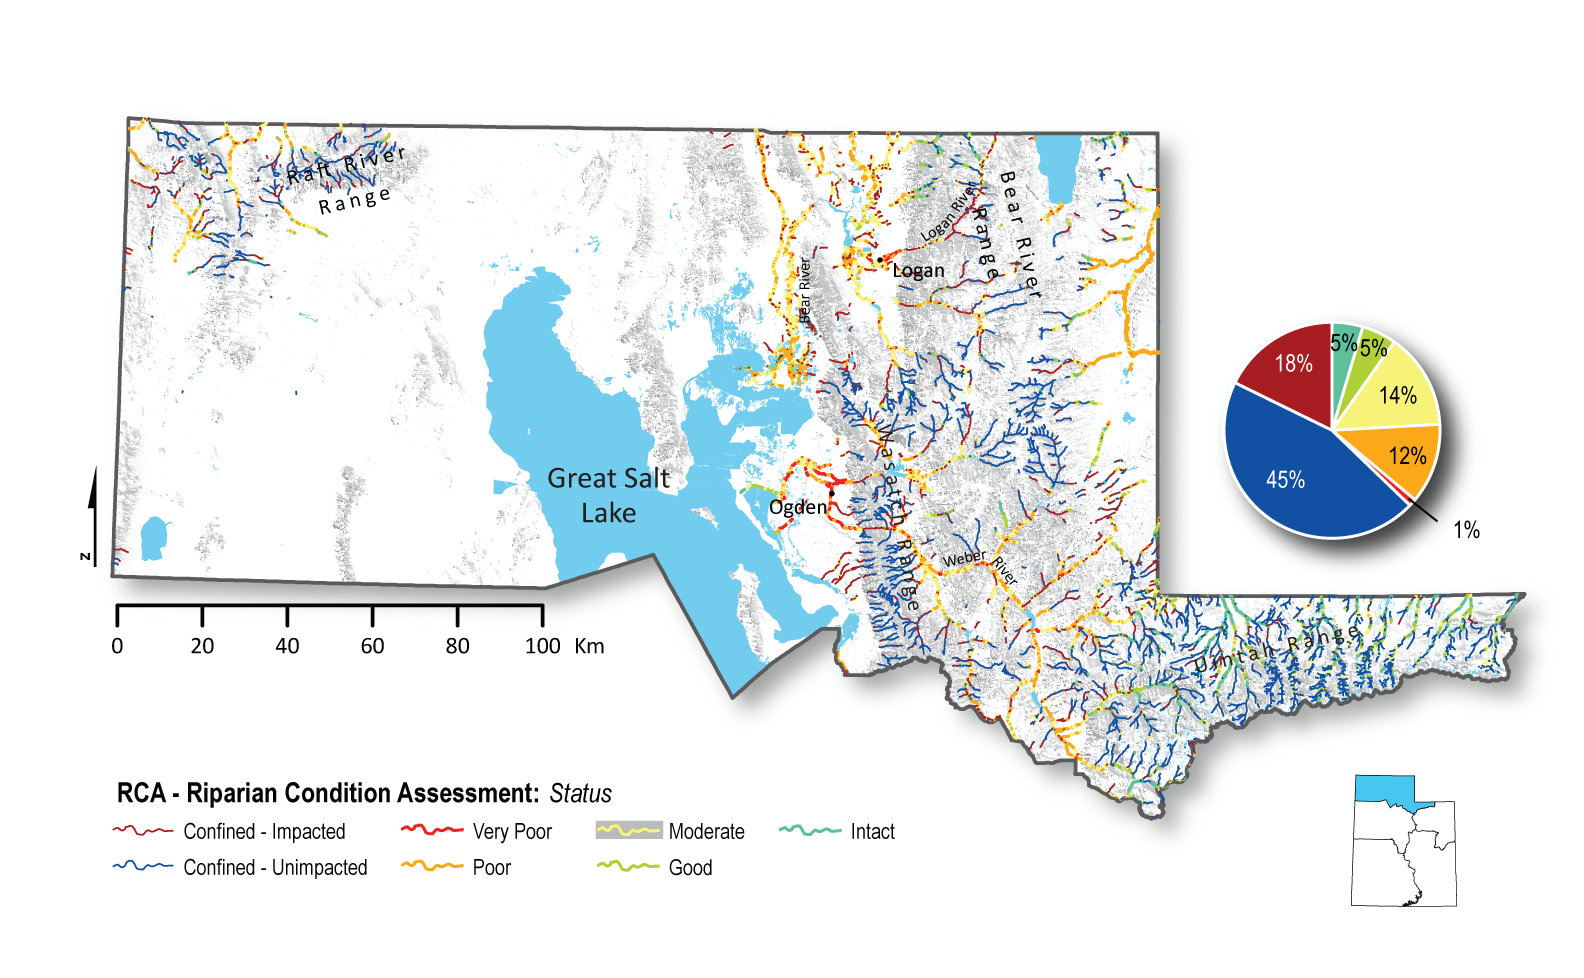 Raft River
Range
Bear River
Range
Logan River
Logan
Bear River
Great Salt
Lake
Ogden
Wasatch Range
Weber River
Uintah Range
18%
5%
5%
14%
12%
45%
1%
N
0 20 40 60 80 100 Km
RCA - Riparian Condition Assessment: Status
Confined - Impacted
Very Poor
Moderate
Intact
Confined - Unimpacted
Poor
Good